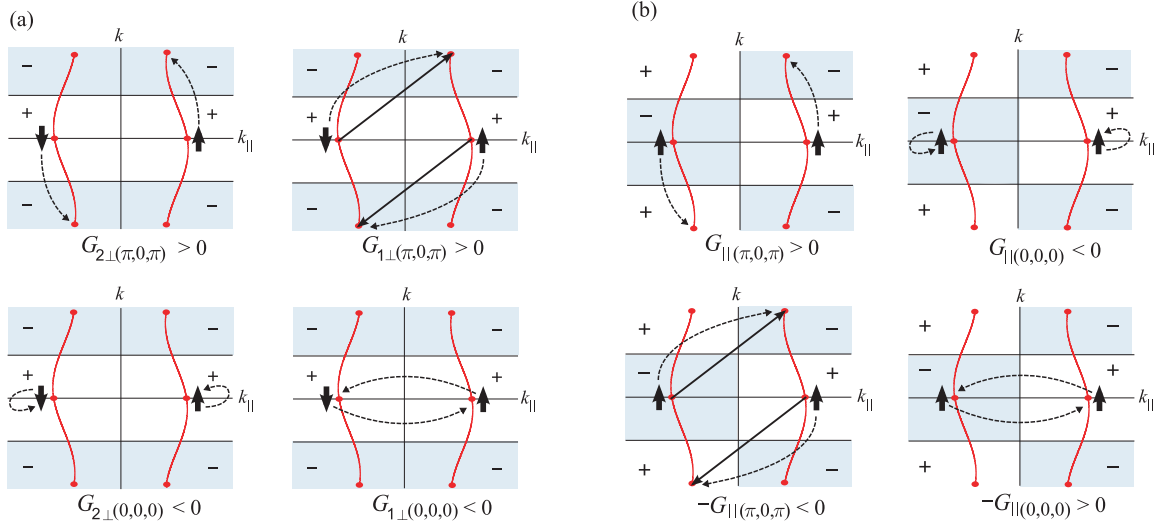 (a)
k
− −
+ +
k||
− −
G2⊥(π,0,π) > 0
k
− −
+ +
k||
− −
G1⊥(π,0,π) > 0
k
− −
+ +
k||
− −
G2⊥(0,0,0) < 0
k
− −
+ +
k||
− −
G1⊥(0,0,0) < 0
(b)
k
+ −
− +
k||
+ −
G||(π,0,π) > 0
k
+ −
− +
k||
+ −
G||(0,0,0) < 0
k
+ −
− +
k||
+ −
−G||(π,0,π) < 0
k
+ −
− +
k||
+ −
−G||(0,0,0) > 0